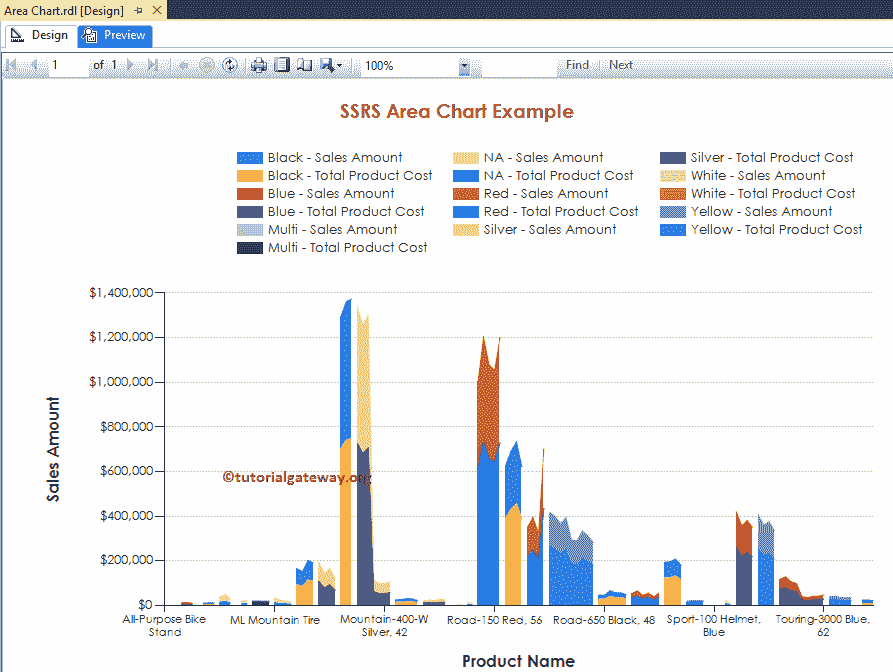 Area Chart.rdl [Design]
Design Preview
1 of 1 100% Find Next
SSRS Area Chart Example
Black - Sales Amount NA - Sales Amount Silver - Total Product Cost
Black - Total Product Cost NA - Total Product Cost White - Sales Amount
Blue - Sales Amount Red - Sales Amount White - Total Product Cost
Blue - Total Product Cost Red - Total Product Cost Yellow - Sales Amount
Multi - Sales Amount Silver - Sales Amount Yellow - Total Product Cost
Multi - Total Product Cost
$1,400,000
$1,200,000
$1,000,000
$800,000
$600,000
$400,000
$200,000
$0
Sales Amount
©tutorialgateway.org
All-Purpose Bike Stand
ML Mountain Tire
Mountain-400-W Silver, 42
Road-150 Red, 56
Road-650 Black, 48
Sport-100 Helmet, Blue
Touring-3000 Blue, 62
Product Name